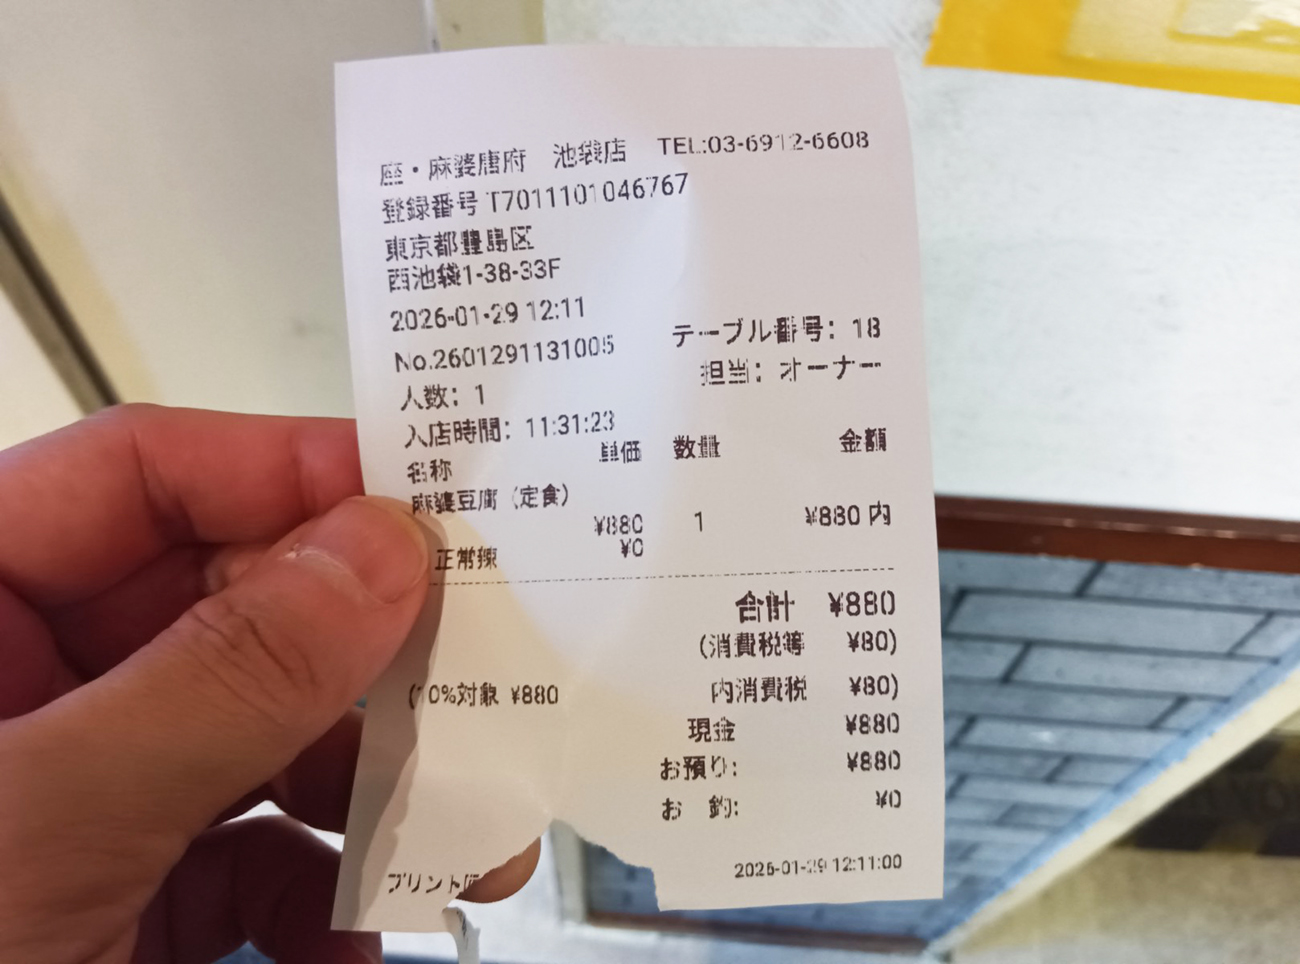 座・麻婆唐府 池袋店 TEL:03-6912-6608
登録番号 T7011101046767
東京都豊島区
西池袋1-38-33F
2026-01-29 12:11
No.2601291131005 テーブル番号: 18
人数: 1 担当: オーナー
入店時間: 11:31:23
名称 単価 数量 金額
麻婆豆腐（定食）
¥880 1 ¥880 内
正常辣 ¥0
合計 ¥880
(消費税等 ¥80)
(10%対象 ¥880 内消費税 ¥80)
現金 ¥880
お預り: ¥880
お 釣: ¥0
プリント 2026-01-29 12:11:00